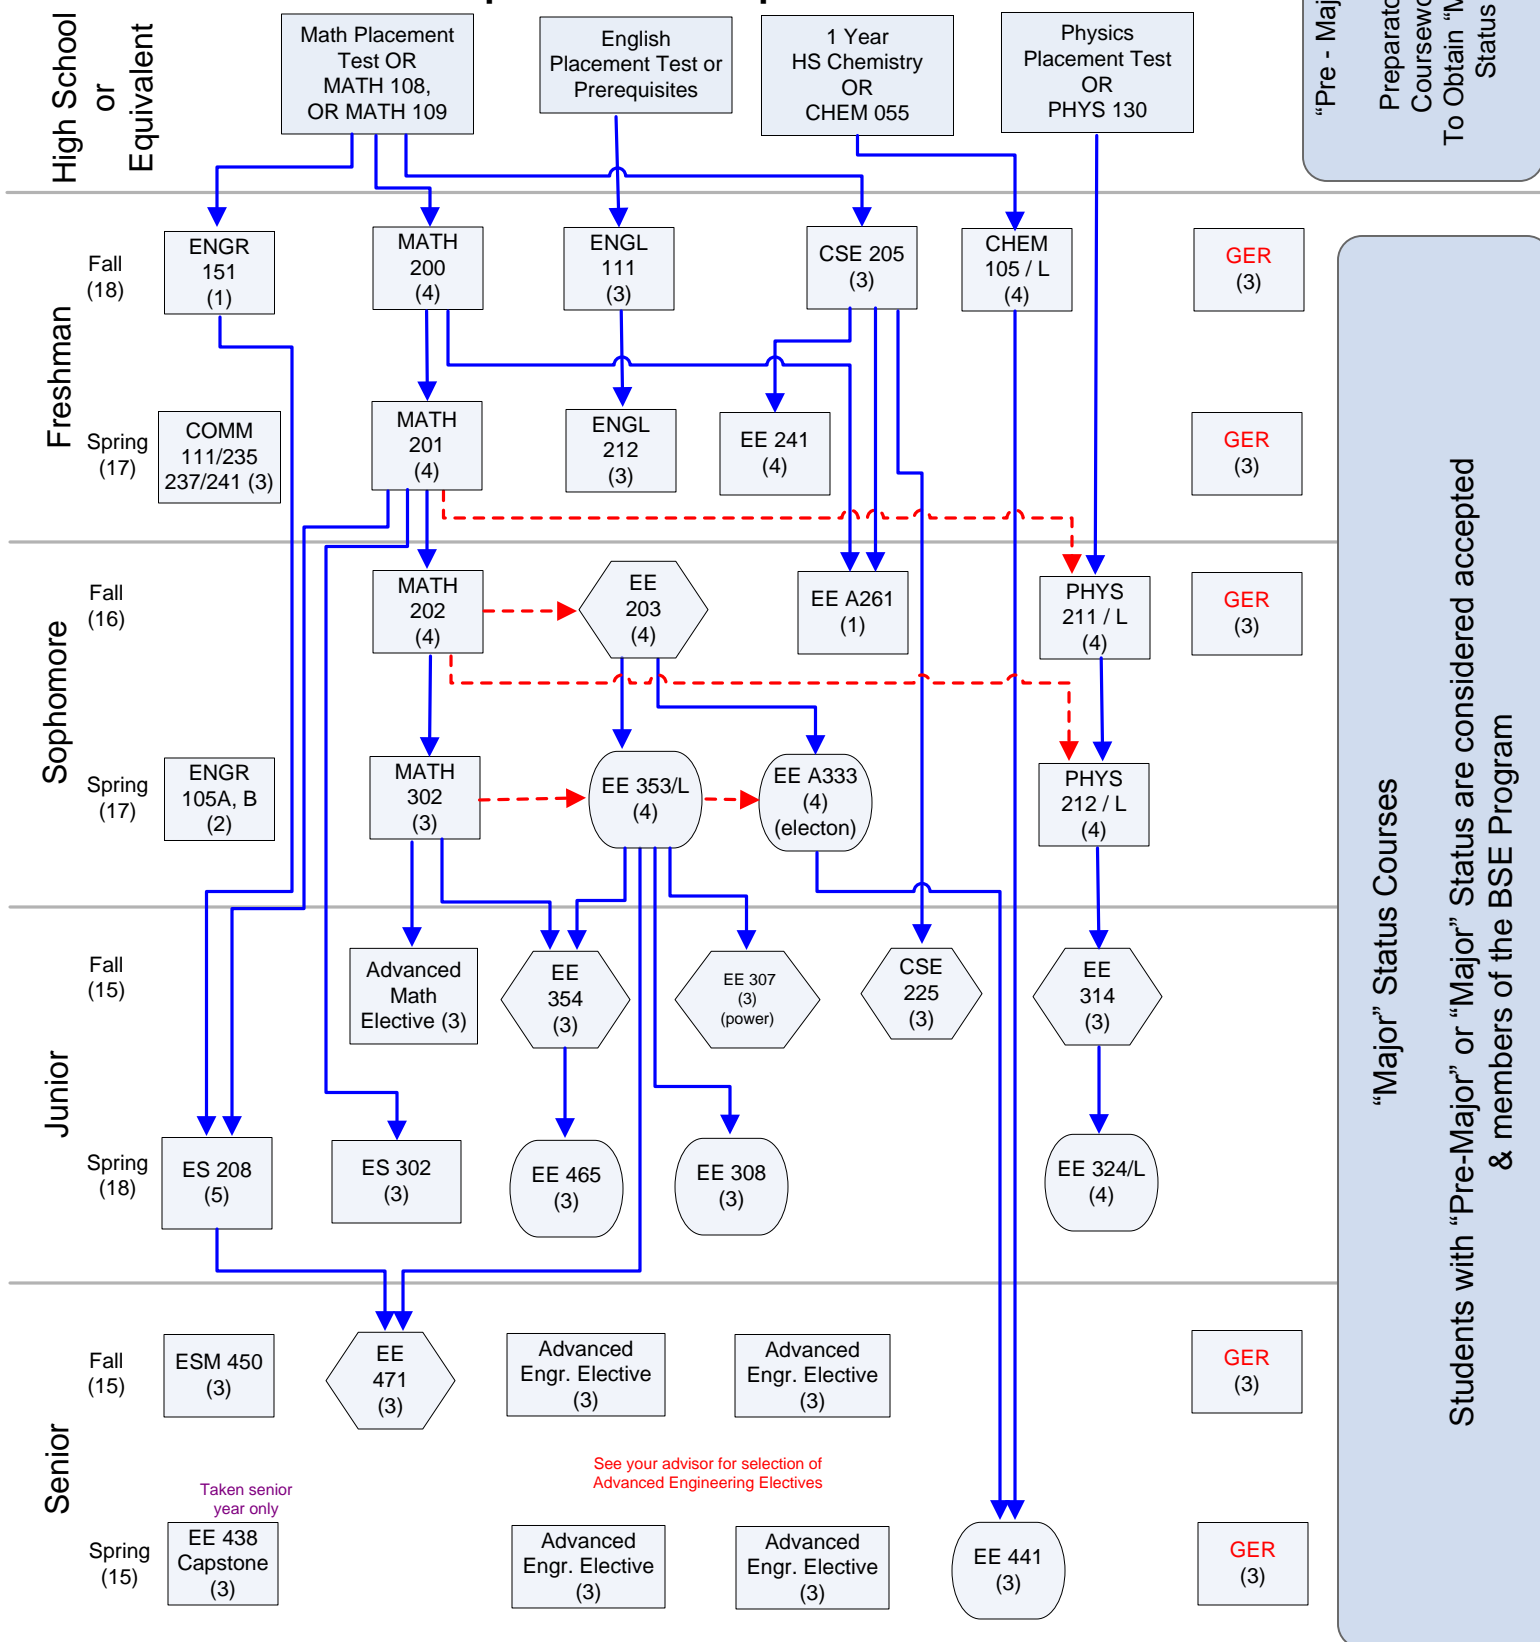 High School
or
Equivalent
Math Placement
Test OR
MATH 108,
OR MATH 109
English
Placement Test or
Prerequisites
1 Year
HS Chemistry
OR
CHEM 055
Physics
Placement Test
OR
PHYS 130
"Pre - Maj
Preparato
Coursewo
To Obtain "M
Status
Freshman
Fall
(18)
ENGR
151
(1)
MATH
200
(4)
ENGL
111
(3)
CSE 205
(3)
CHEM
105 / L
(4)
GER
(3)
Spring
(17)
COMM
111/235
237/241 (3)
MATH
201
(4)
ENGL
212
(3)
EE 241
(4)
GER
(3)
Sophomore
Fall
(16)
MATH
202
(4)
EE
203
(4)
EE A261
(1)
PHYS
211 / L
(4)
GER
(3)
Spring
(17)
ENGR
105A, B
(2)
MATH
302
(3)
EE 353/L
(4)
EE A333
(4)
(electon)
PHYS
212 / L
(4)
Junior
Fall
(15)
Advanced
Math
Elective (3)
EE
354
(3)
EE 307
(3)
(power)
CSE
225
(3)
EE
314
(3)
Spring
(18)
ES 208
(5)
ES 302
(3)
EE 465
(3)
EE 308
(3)
EE 324/L
(4)
Senior
Fall
(15)
ESM 450
(3)
EE
471
(3)
Advanced
Engr. Elective
(3)
Advanced
Engr. Elective
(3)
GER
(3)
See your advisor for selection of
Advanced Engineering Electives
Taken senior
year only
Spring
(15)
EE 438
Capstone
(3)
Advanced
Engr. Elective
(3)
Advanced
Engr. Elective
(3)
EE 441
(3)
GER
(3)
"Major" Status Courses
Students with "Pre-Major" or "Major" Status are considered accepted
& members of the BSE Program